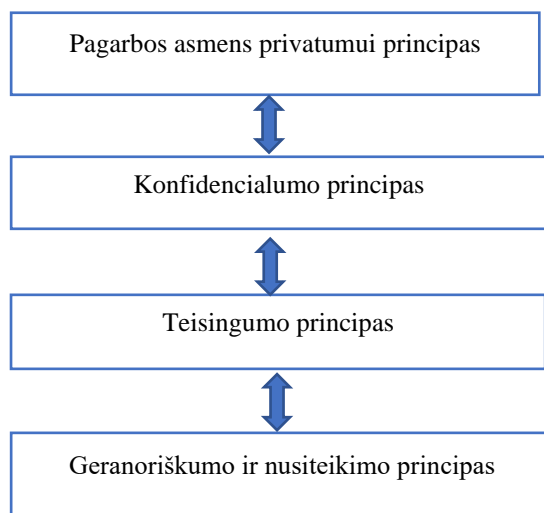 Pagarbos asmens privatumui principas
Konfidencialumo principas
Teisingumo principas
Geranoriškumo ir nusiteikimo principas